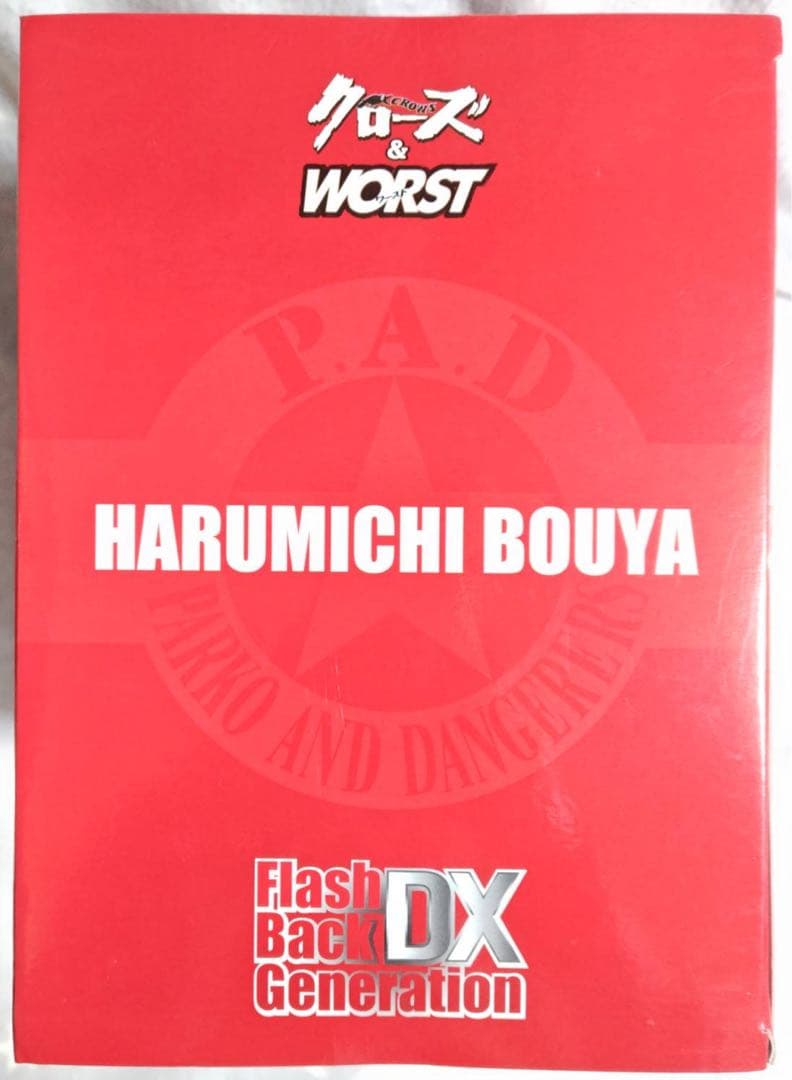 クローズ
CROWS
&
WORST
ワースト
P.A.D
HARUMICHI BOUYA
PARKO AND DANGERERS
Flash
Back DX
Generation